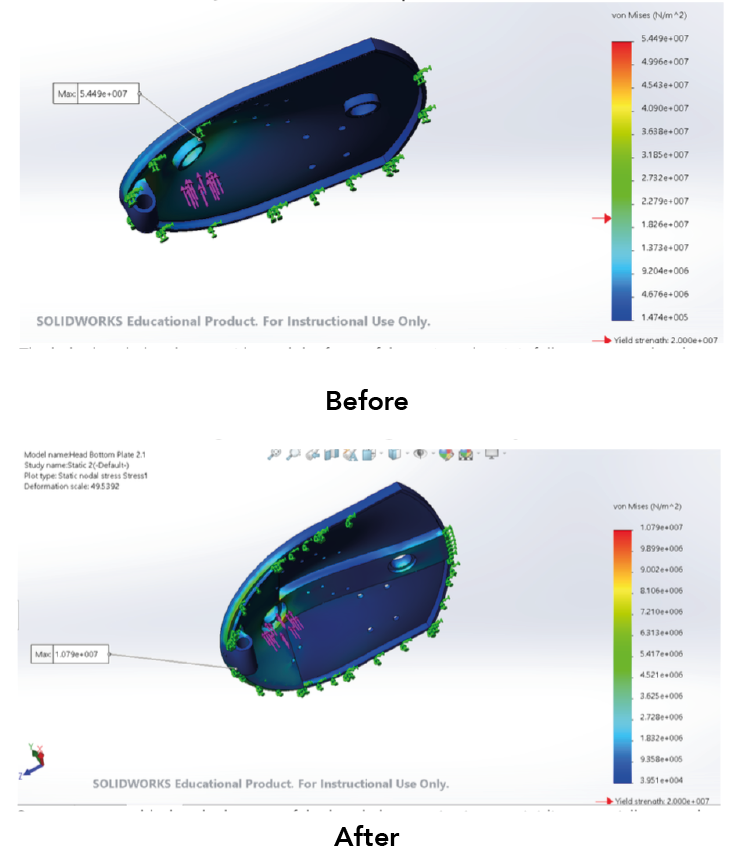 von Mises (N/m^2)
5.449e+007
4.996e+007
4.543e+007
4.090e+007
3.638e+007
3.185e+007
2.732e+007
2.279e+007
1.826e+007
1.373e+007
9.204e+006
4.676e+006
1.474e+005
Yield strength: 2.000e+007
Max: 5.449e+007
SOLIDWORKS Educational Product. For Instructional Use Only.
Before
Model name:Head Bottom Plate 2.1
Study name:Static 2(-Default-)
Plot type: Static nodal stress Stress1
Deformation scale: 49.5392
von Mises (N/m^2)
1.079e+007
9.899e+006
9.002e+006
8.106e+006
7.210e+006
6.313e+006
5.417e+006
4.521e+006
3.625e+006
2.728e+006
1.832e+006
9.358e+005
3.951e+004
Yield strength: 2.000e+007
Max: 1.079e+007
Y
X
Z
SOLIDWORKS Educational Product. For Instructional Use Only.
After